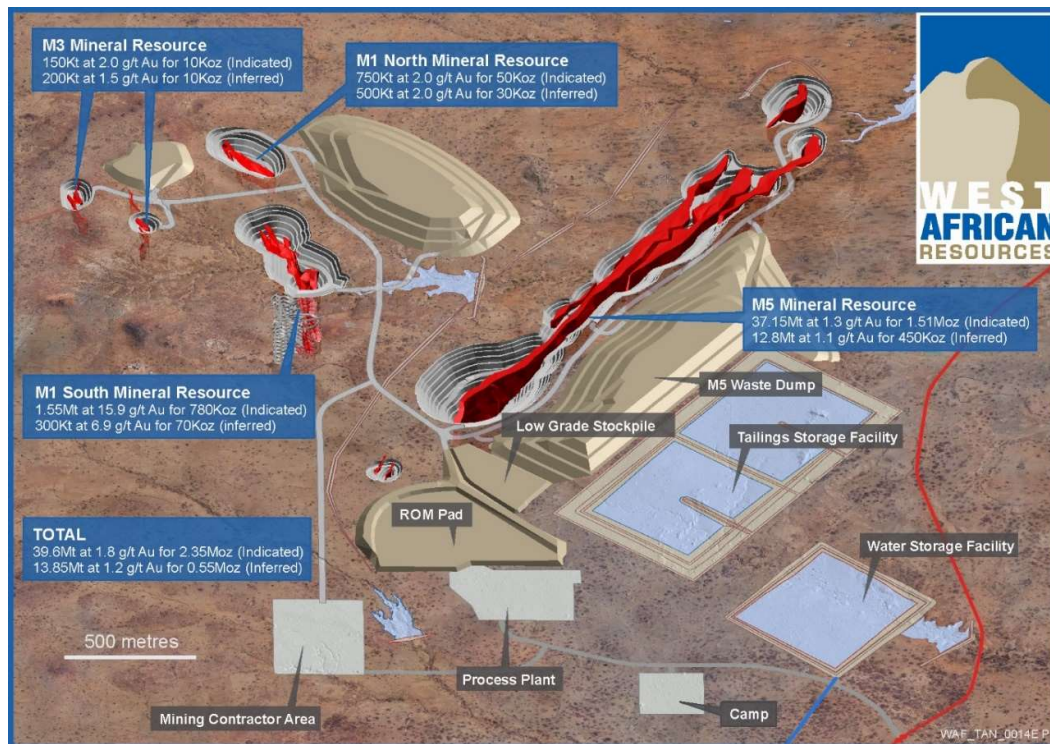 M3 Mineral Resource
150Kt at 2.0 g/t Au for 10Koz (Indicated)
200Kt at 1.5 g/t Au for 10Koz (Inferred)
M1 North Mineral Resource
750Kt at 2.0 g/t Au for 50Koz (Indicated)
500Kt at 2.0 g/t Au for 30Koz (Inferred)
WEST
AFRICAN
RESOURCES
M5 Mineral Resource
37.15Mt at 1.3 g/t Au for 1.51Moz (Indicated)
12.8Mt at 1.1 g/t Au for 450Koz (Inferred)
M1 South Mineral Resource
1.55Mt at 15.9 g/t Au for 780Koz (Indicated)
300Kt at 6.9 g/t Au for 70Koz (inferred)
M5 Waste Dump
Low Grade Stockpile
Tailings Storage Facility
ROM Pad
TOTAL
39.6Mt at 1.8 g/t Au for 2.35Moz (Indicated)
13.85Mt at 1.2 g/t Au for 0.55Moz (Inferred)
Water Storage Facility
500 metres
Process Plant
Mining Contractor Area
Camp
WAF_TAN_0014E P